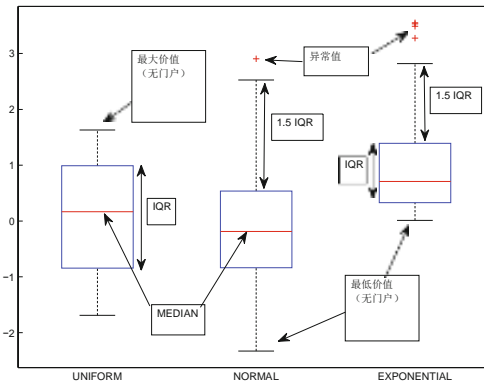 最大价值
（无门户）
异常值
3
1.5 IQR
1.5 IQR
2
1
IQR
IQR
0
−1
MEDIAN
最低价值
（无门户）
−2
UNIFORM
NORMAL
EXPONENTIAL